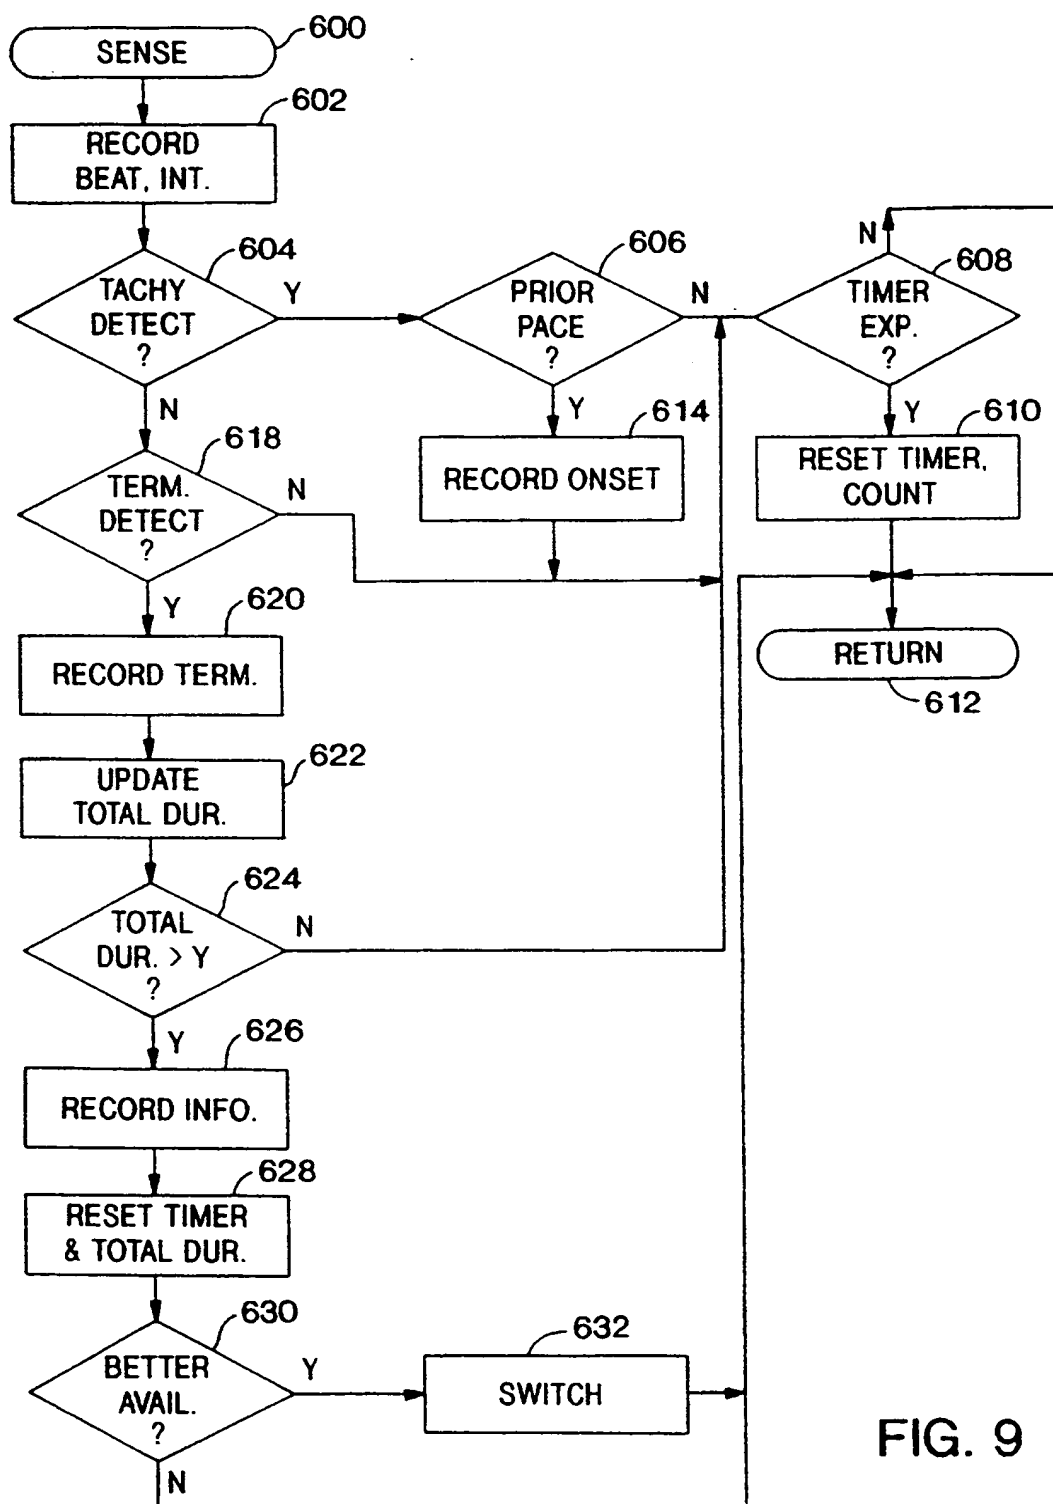 SENSE
600
602
RECORD
BEAT, INT.
604
TACHY
DETECT
?
Y
N
606
PRIOR
PACE
?
N
Y
608
N
TIMER
EXP.
?
Y
610
RESET TIMER,
COUNT
614
RECORD ONSET
618
TERM.
DETECT
?
N
Y
RETURN
612
620
RECORD TERM.
622
UPDATE
TOTAL DUR.
624
TOTAL
DUR. > Y
?
N
Y
626
RECORD INFO.
628
RESET TIMER
& TOTAL DUR.
630
BETTER
AVAIL.
?
Y
N
632
SWITCH
FIG. 9